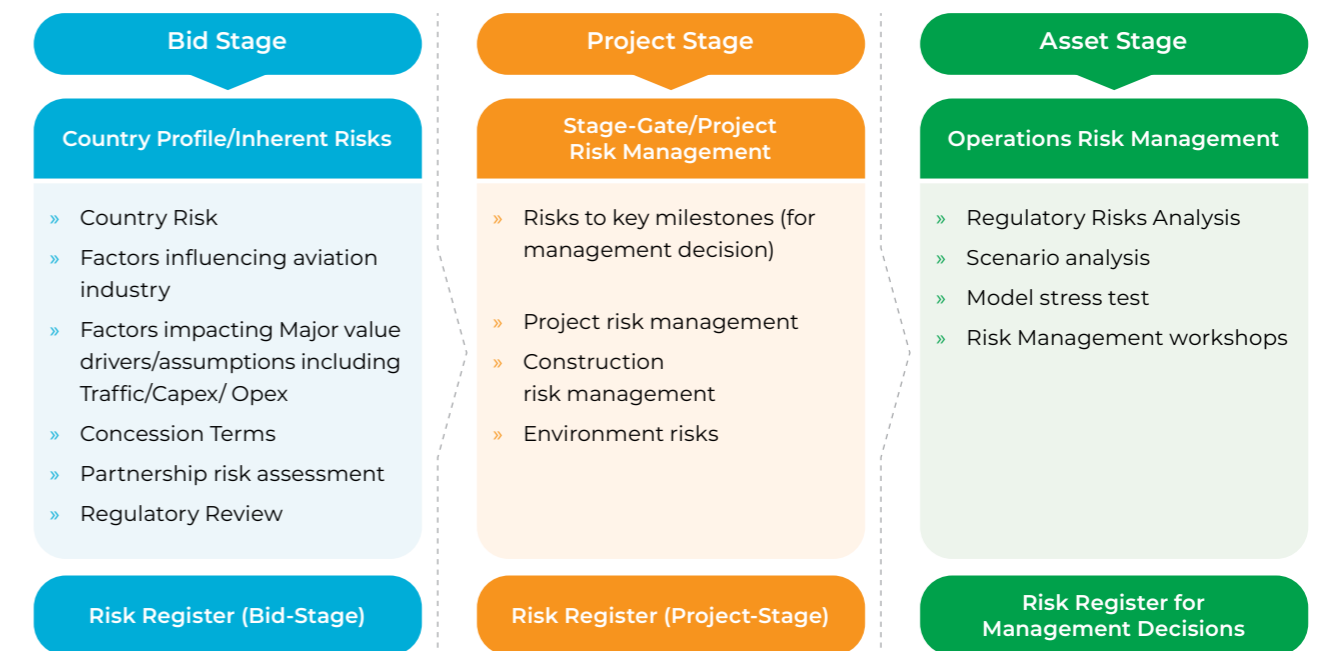 Bid Stage
Country Profile/Inherent Risks
» Country Risk
» Factors influencing aviation
industry
» Factors impacting Major value
drivers/assumptions including
Traffic/Capex/ Opex
» Concession Terms
» Partnership risk assessment
» Regulatory Review
Risk Register (Bid-Stage)
Project Stage
Stage-Gate/Project
Risk Management
» Risks to key milestones (for
management decision)
» Project risk management
» Construction
risk management
» Environment risks
Risk Register (Project-Stage)
Asset Stage
Operations Risk Management
» Regulatory Risks Analysis
» Scenario analysis
» Model stress test
» Risk Management workshops
Risk Register for
Management Decisions